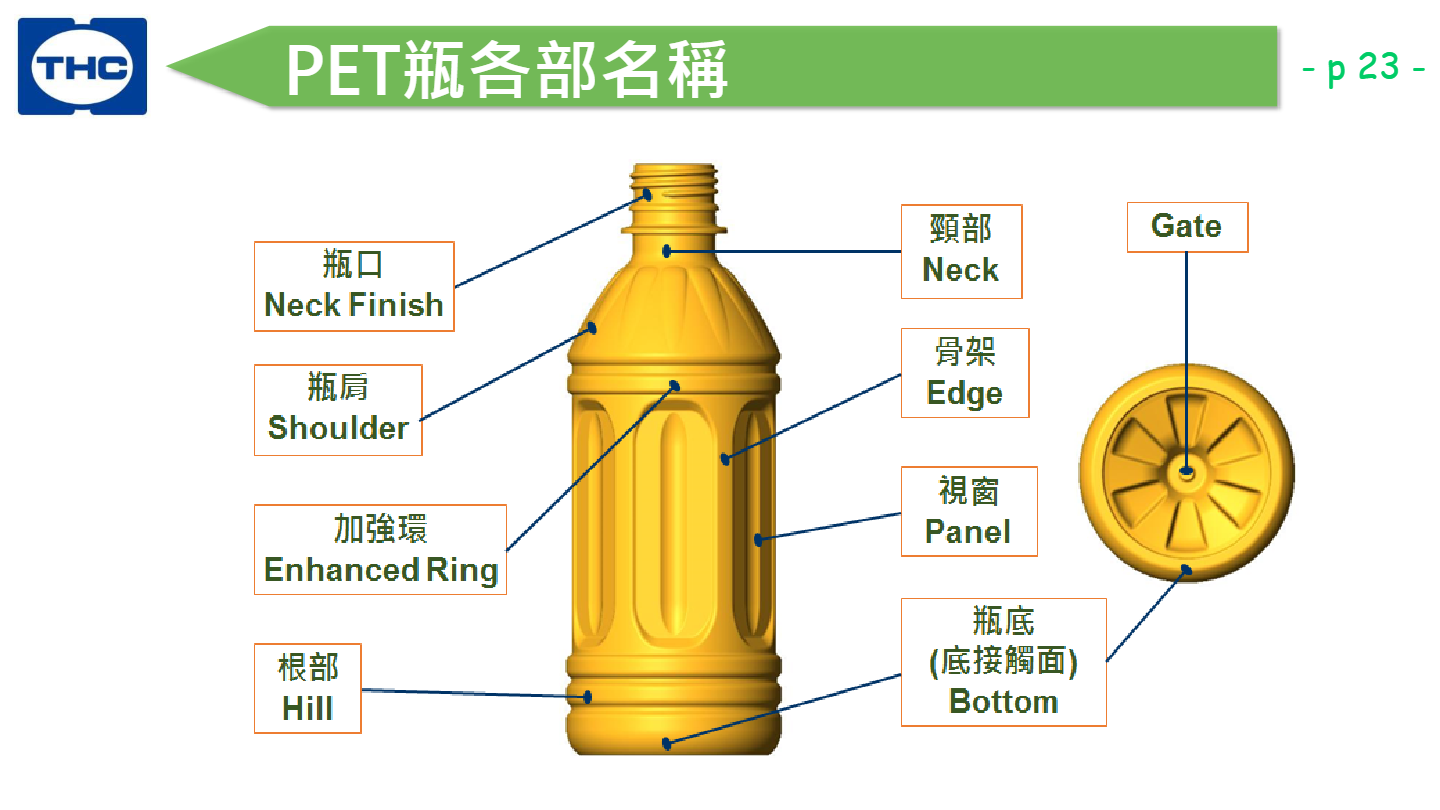 THC
PET瓶各部名稱
- p 23 -
瓶口
Neck Finish
瓶肩
Shoulder
加強環
Enhanced Ring
根部
Hill
頸部
Neck
骨架
Edge
視窗
Panel
瓶底
(底接觸面)
Bottom
Gate